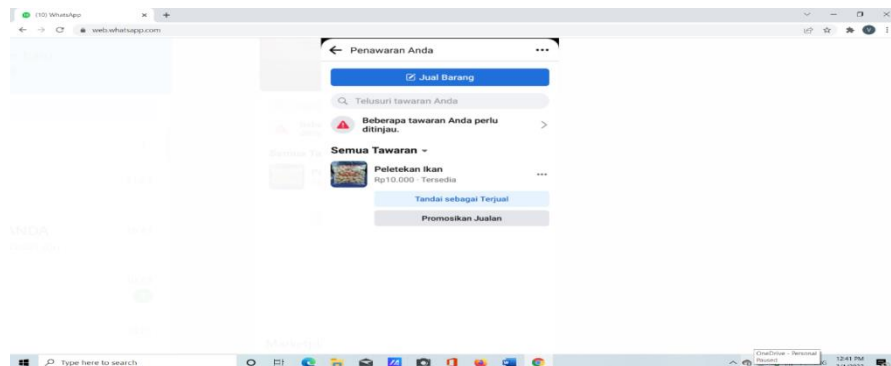 (10) WhatsApp
web.whatsapp.com
Penawaran Anda
Jual Barang
Telusuri tawaran Anda
Beberapa tawaran Anda perlu
ditinjau.
Semua Tawaran
Peletekan Ikan
Rp10.000 · Tersedia
Tandai sebagai Terjual
Promosikan Jualan
Type here to search
OneDrive - Personal
Paused
12:41 PM